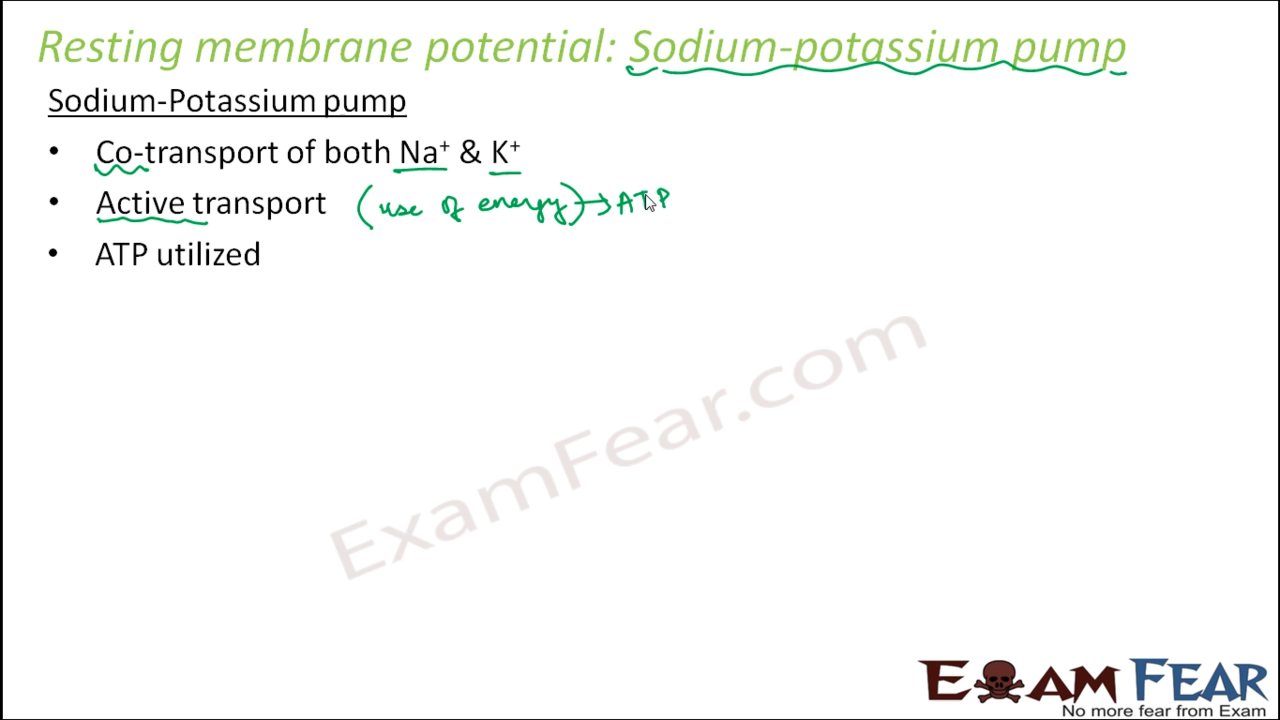 Resting membrane potential: Sodium-potassium pump
Sodium-Potassium pump
• Co-transport of both Na⁺ & K⁺
• Active transport (use of energy)→ATP
• ATP utilized
ExamFear.com
EXAM FEAR
No more fear from Exam